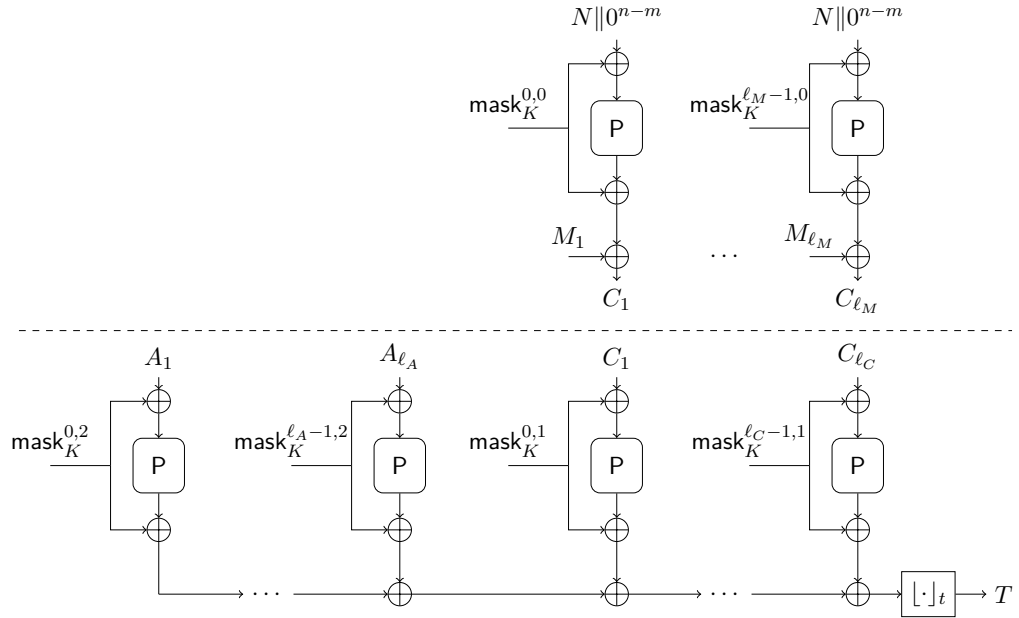 N‖0^{n−m} N‖0^{n−m}
mask_K^{0,0} P mask_K^{ℓ_M−1,0} P
M_1 ··· M_{ℓ_M}
C_1 C_{ℓ_M}
A_1 A_{ℓ_A} C_1 C_{ℓ_C}
mask_K^{0,2} P mask_K^{ℓ_A−1,2} P mask_K^{0,1} P mask_K^{ℓ_C−1,1} P
··· ··· ⌊·⌋_t T